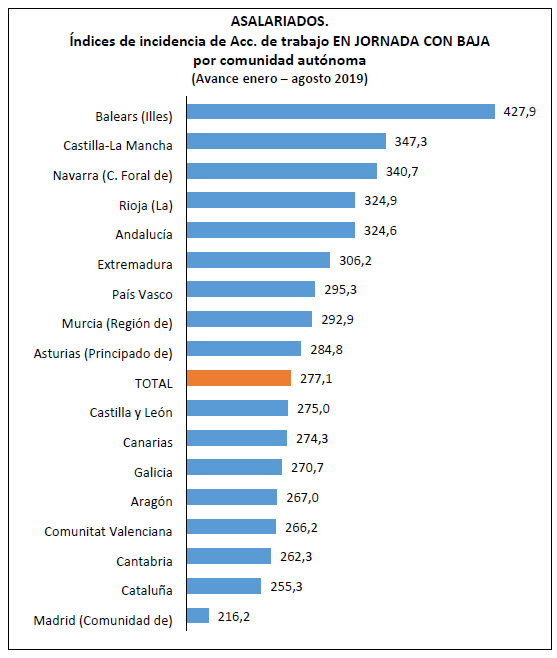 ASALARIADOS.
Índices de incidencia de Acc. de trabajo EN JORNADA CON BAJA
por comunidad autónoma
(Avance enero – agosto 2019)
Balears (Illes) 427,9
Castilla-La Mancha 347,3
Navarra (C. Foral de) 340,7
Rioja (La) 324,9
Andalucía 324,6
Extremadura 306,2
País Vasco 295,3
Murcia (Región de) 292,9
Asturias (Principado de) 284,8
TOTAL 277,1
Castilla y León 275,0
Canarias 274,3
Galicia 270,7
Aragón 267,0
Comunitat Valenciana 266,2
Cantabria 262,3
Cataluña 255,3
Madrid (Comunidad de) 216,2